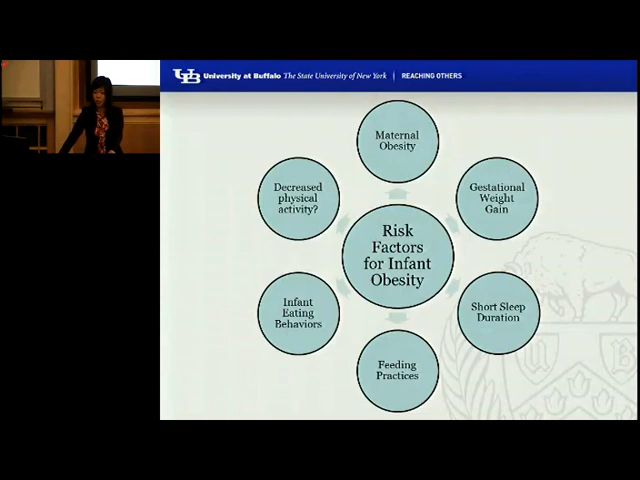 UB University at Buffalo The State University of New York | REACHING OTHERS
Maternal
Obesity
Gestational
Weight
Gain
Short Sleep
Duration
Feeding
Practices
Infant
Eating
Behaviors
Decreased
physical
activity?
Risk
Factors
for Infant
Obesity
U B